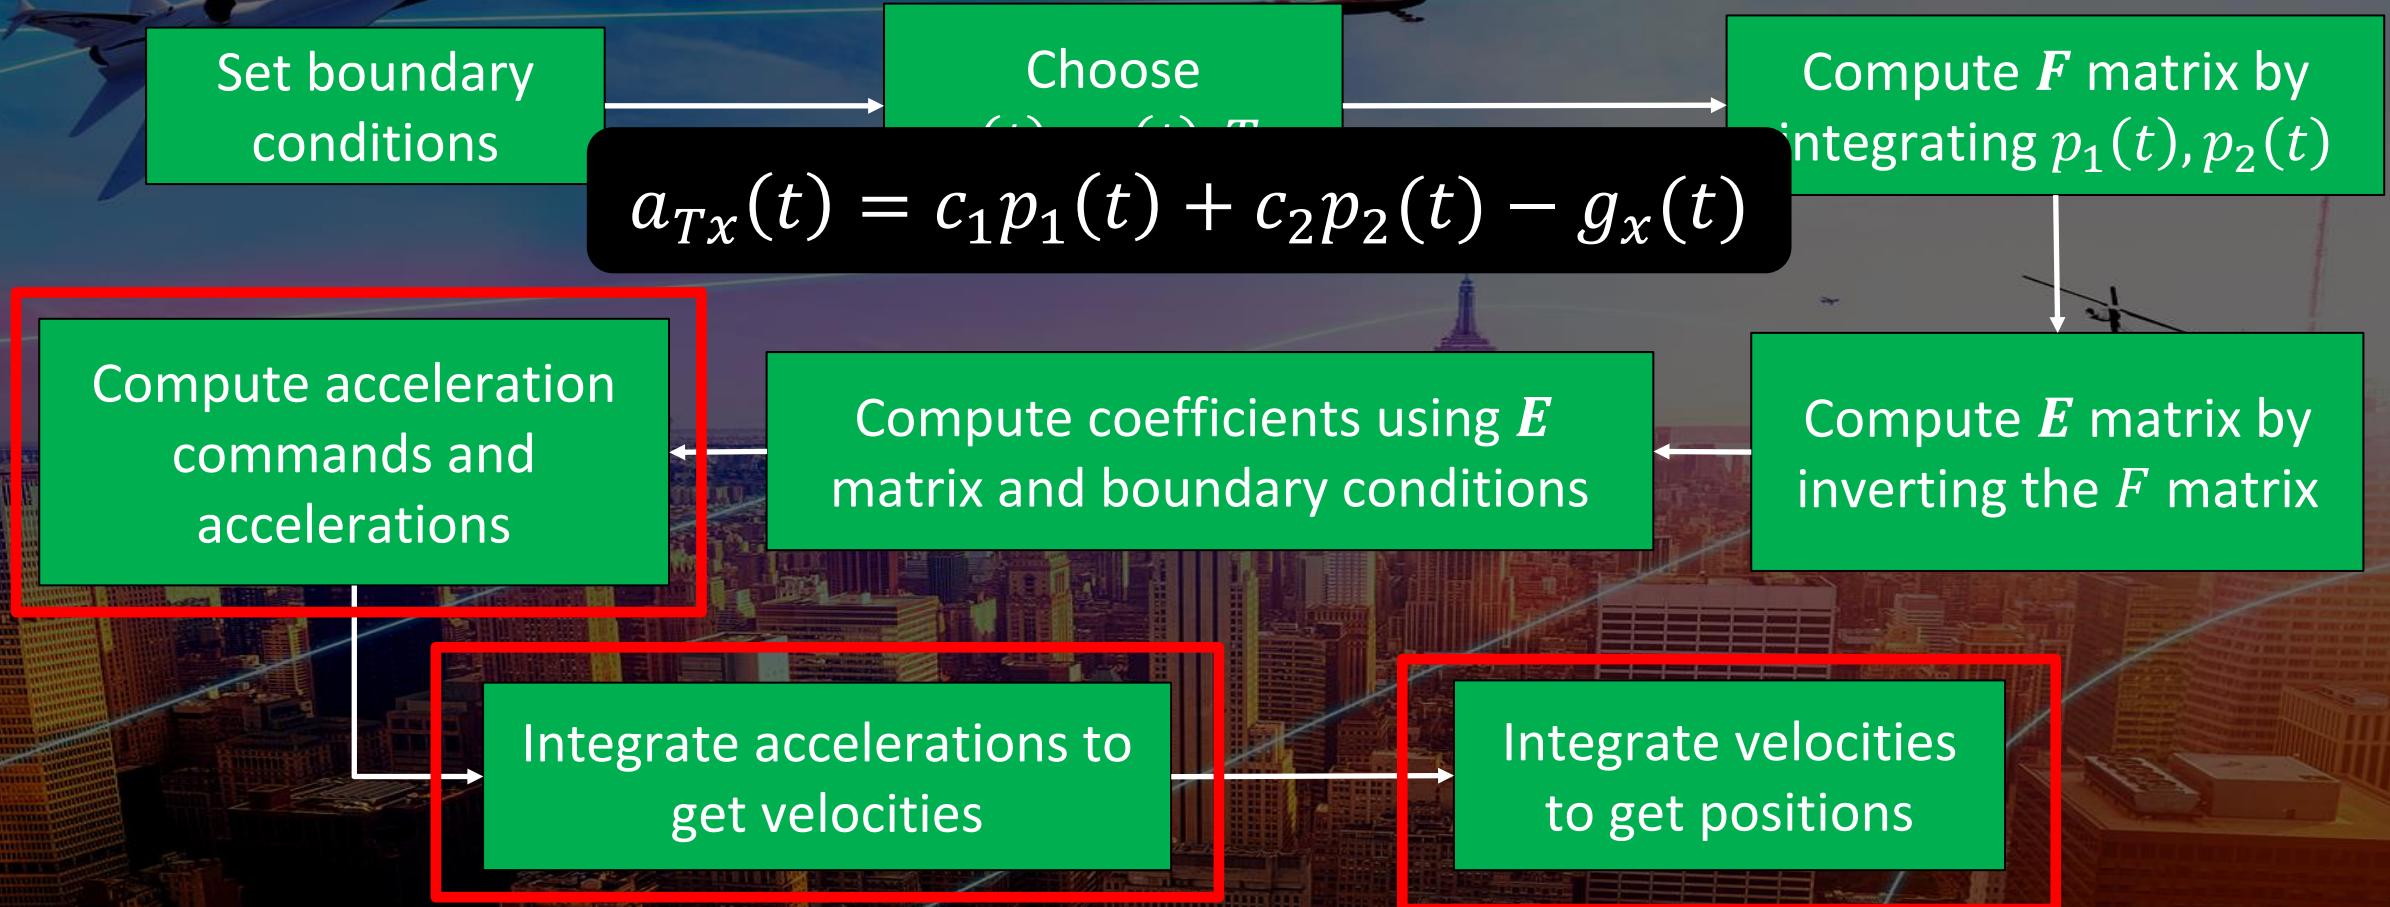 Set boundary
conditions
Choose
Compute F matrix by
integrating p₁(t), p₂(t)
a_{Tx}(t) = c₁p₁(t) + c₂p₂(t) − g_x(t)
Compute acceleration
commands and
accelerations
Compute coefficients using E
matrix and boundary conditions
Compute E matrix by
inverting the F matrix
Integrate accelerations to
get velocities
Integrate velocities
to get positions